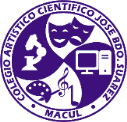 COLEGIO ARTISTICO CIENTIFICO JOSE BDO. SUAREZ
MACUL